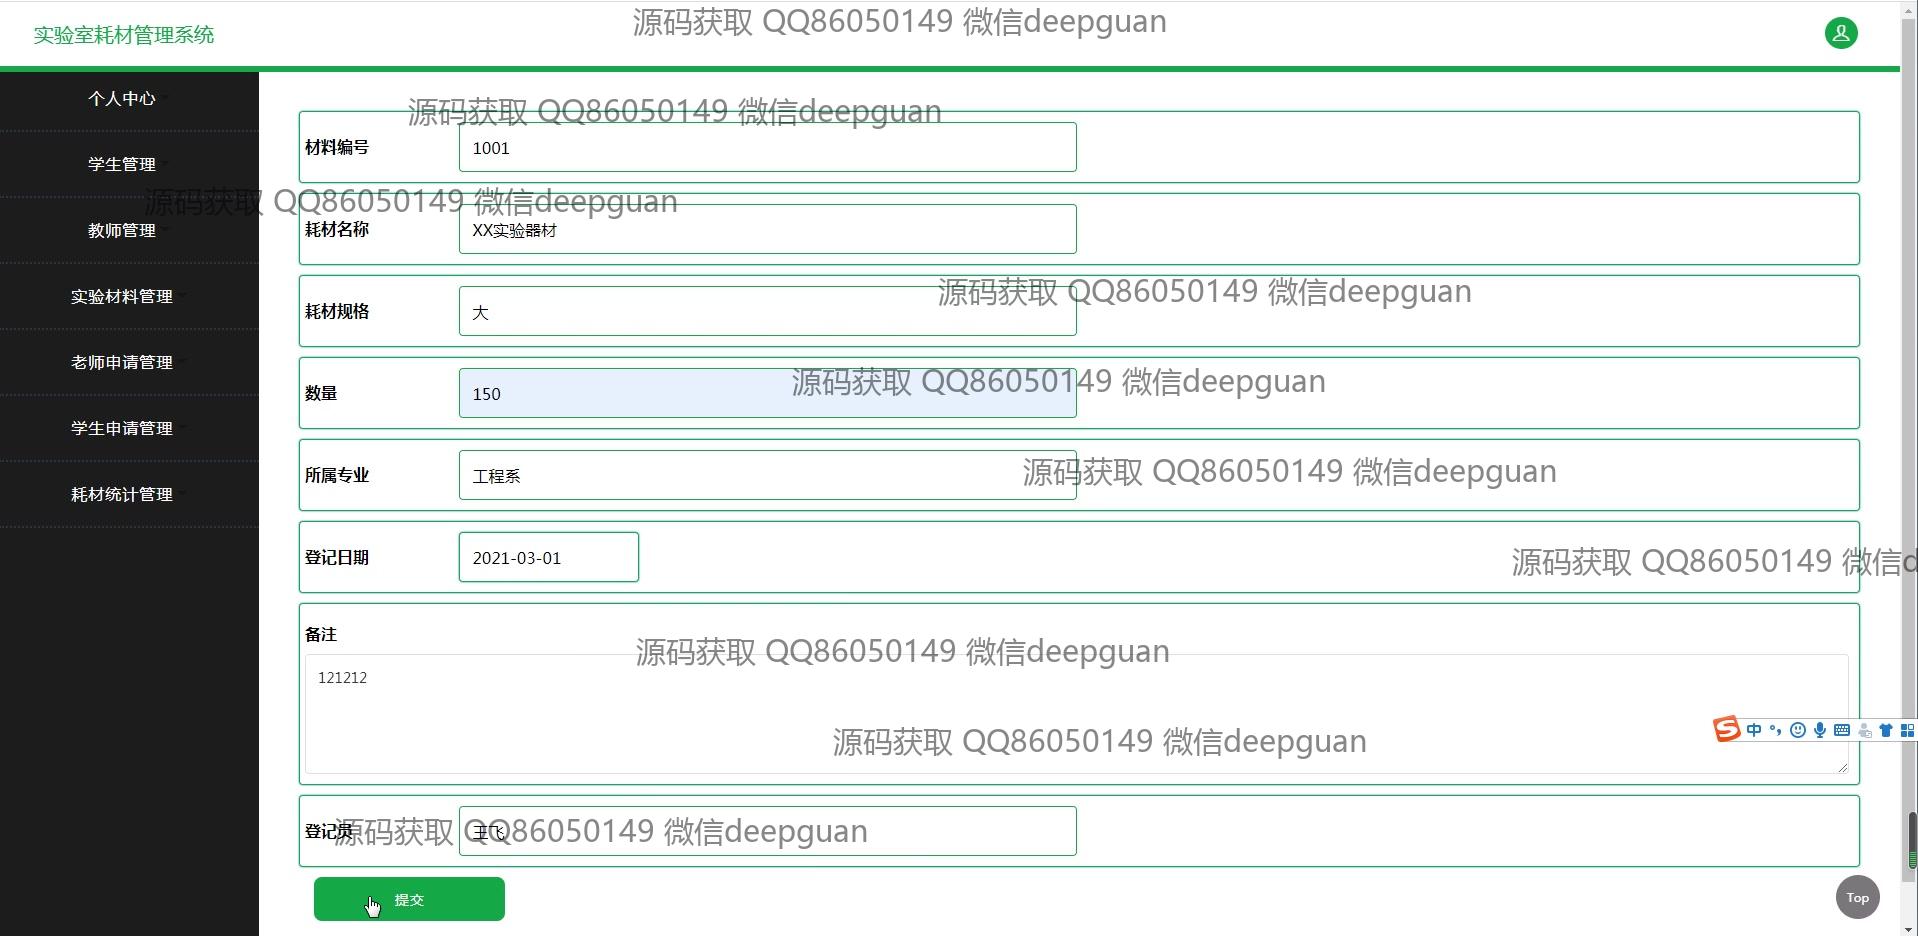 源码获取 QQ86050149 微信deepguan
实验室耗材管理系统
个人中心
源码获取 QQ86050149 微信deepguan
材料编号 1001
学生管理
源码获取 QQ86050149 微信deepguan
教师管理
耗材名称 XX实验器材
实验材料管理
源码获取 QQ86050149 微信deepguan
耗材规格 大
老师申请管理
源码获取 QQ86050149 微信deepguan
数量 150
学生申请管理
源码获取 QQ86050149 微信deepguan
所属专业 工程系
耗材统计管理
登记日期 2021-03-01
源码获取 QQ86050149 微信d
备注
源码获取 QQ86050149 微信deepguan
121212
中
源码获取 QQ86050149 微信deepguan
登记员 王飞
源码获取 QQ86050149 微信deepguan
提交
Top